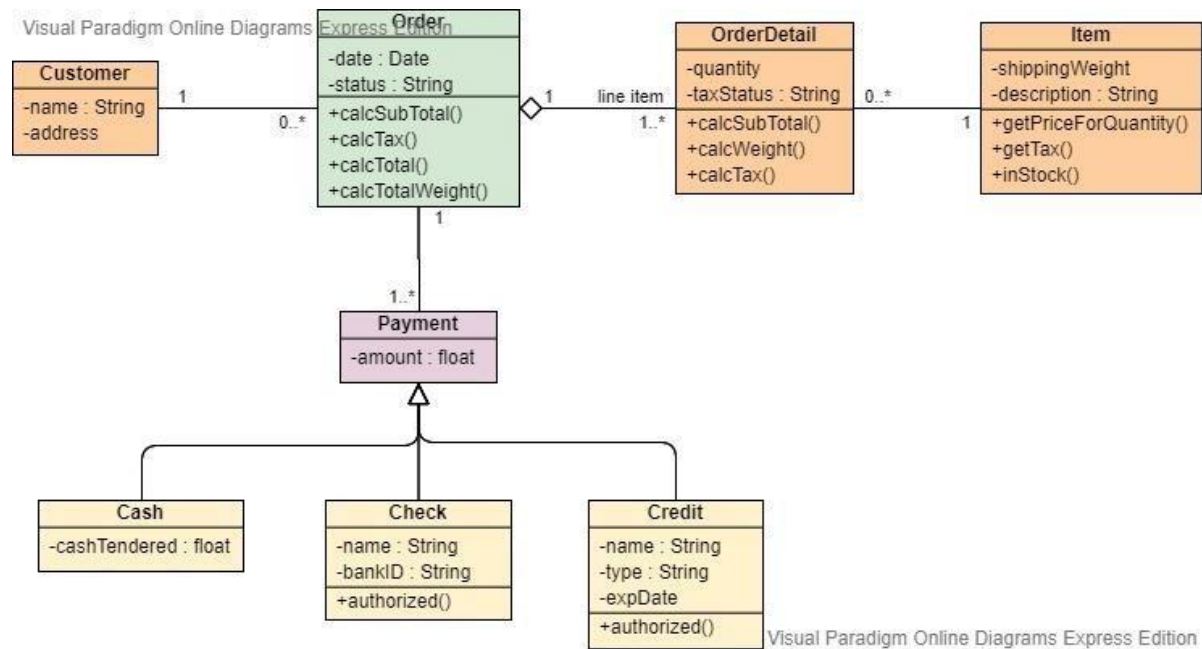 Visual Paradigm Online Diagrams Express Edition
Order
-date : Date
-status : String
+calcSubTotal()
+calcTax()
+calcTotal()
+calcTotalWeight()
OrderDetail
-quantity
-taxStatus : String
+calcSubTotal()
+calcWeight()
+calcTax()
Item
-shippingWeight
-description : String
+getPriceForQuantity()
+getTax()
+inStock()
Customer
-name : String
-address
1
0..*
1
line item
1..*
0..*
1
1
1..*
Payment
-amount : float
Cash
-cashTendered : float
Check
-name : String
-bankID : String
+authorized()
Credit
-name : String
-type : String
-expDate
+authorized()
Visual Paradigm Online Diagrams Express Edition